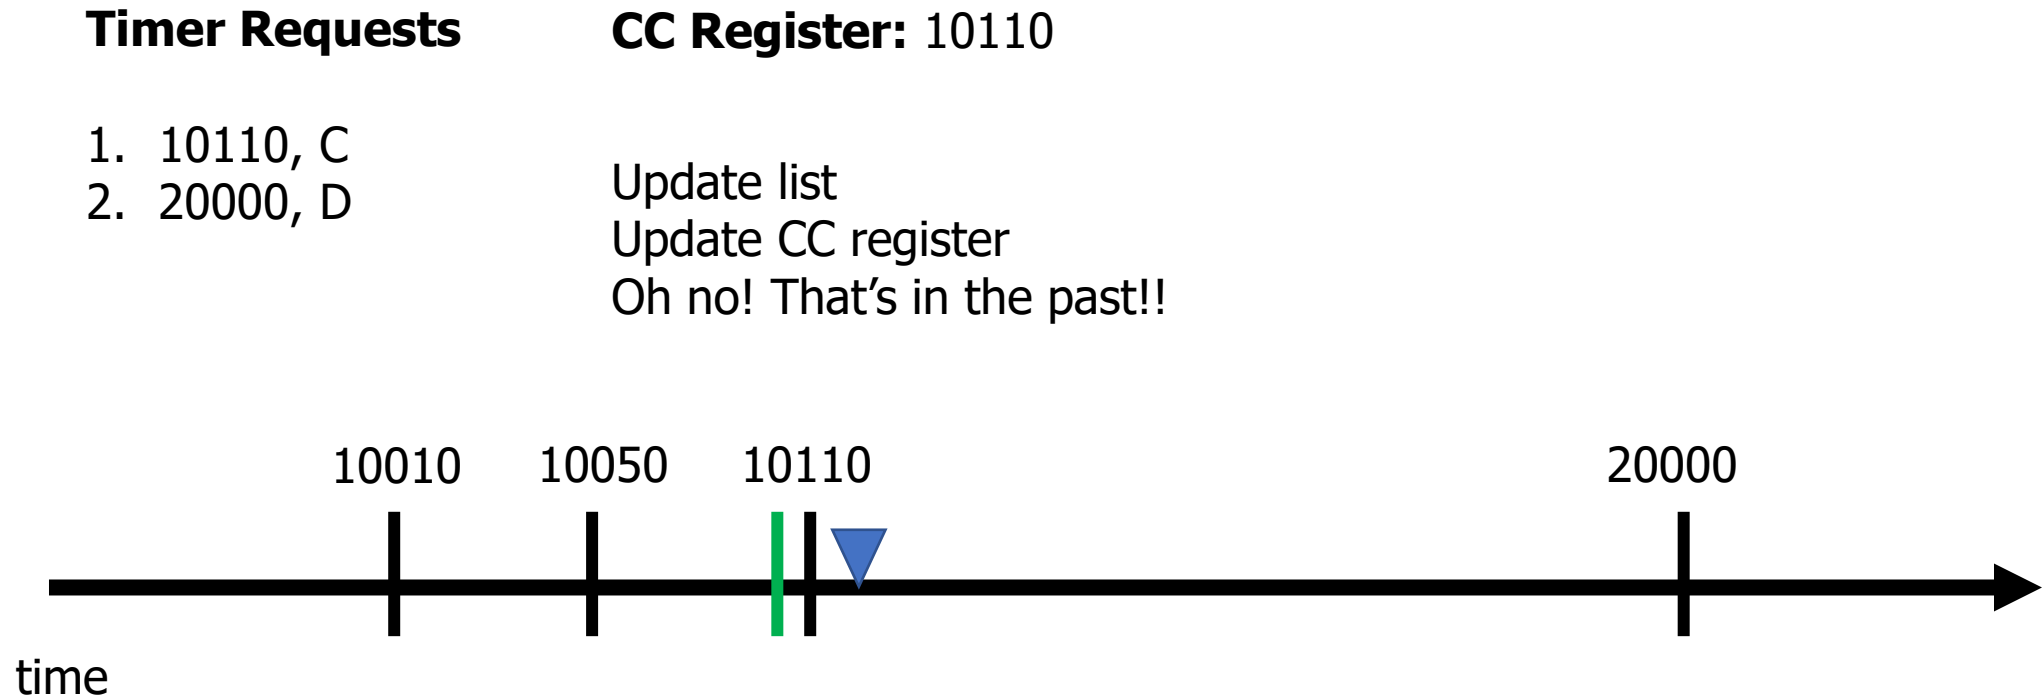 Timer Requests
CC Register: 10110
1. 10110, C
2. 20000, D
Update list
Update CC register
Oh no! That’s in the past!!
10010
10050
10110
20000
time